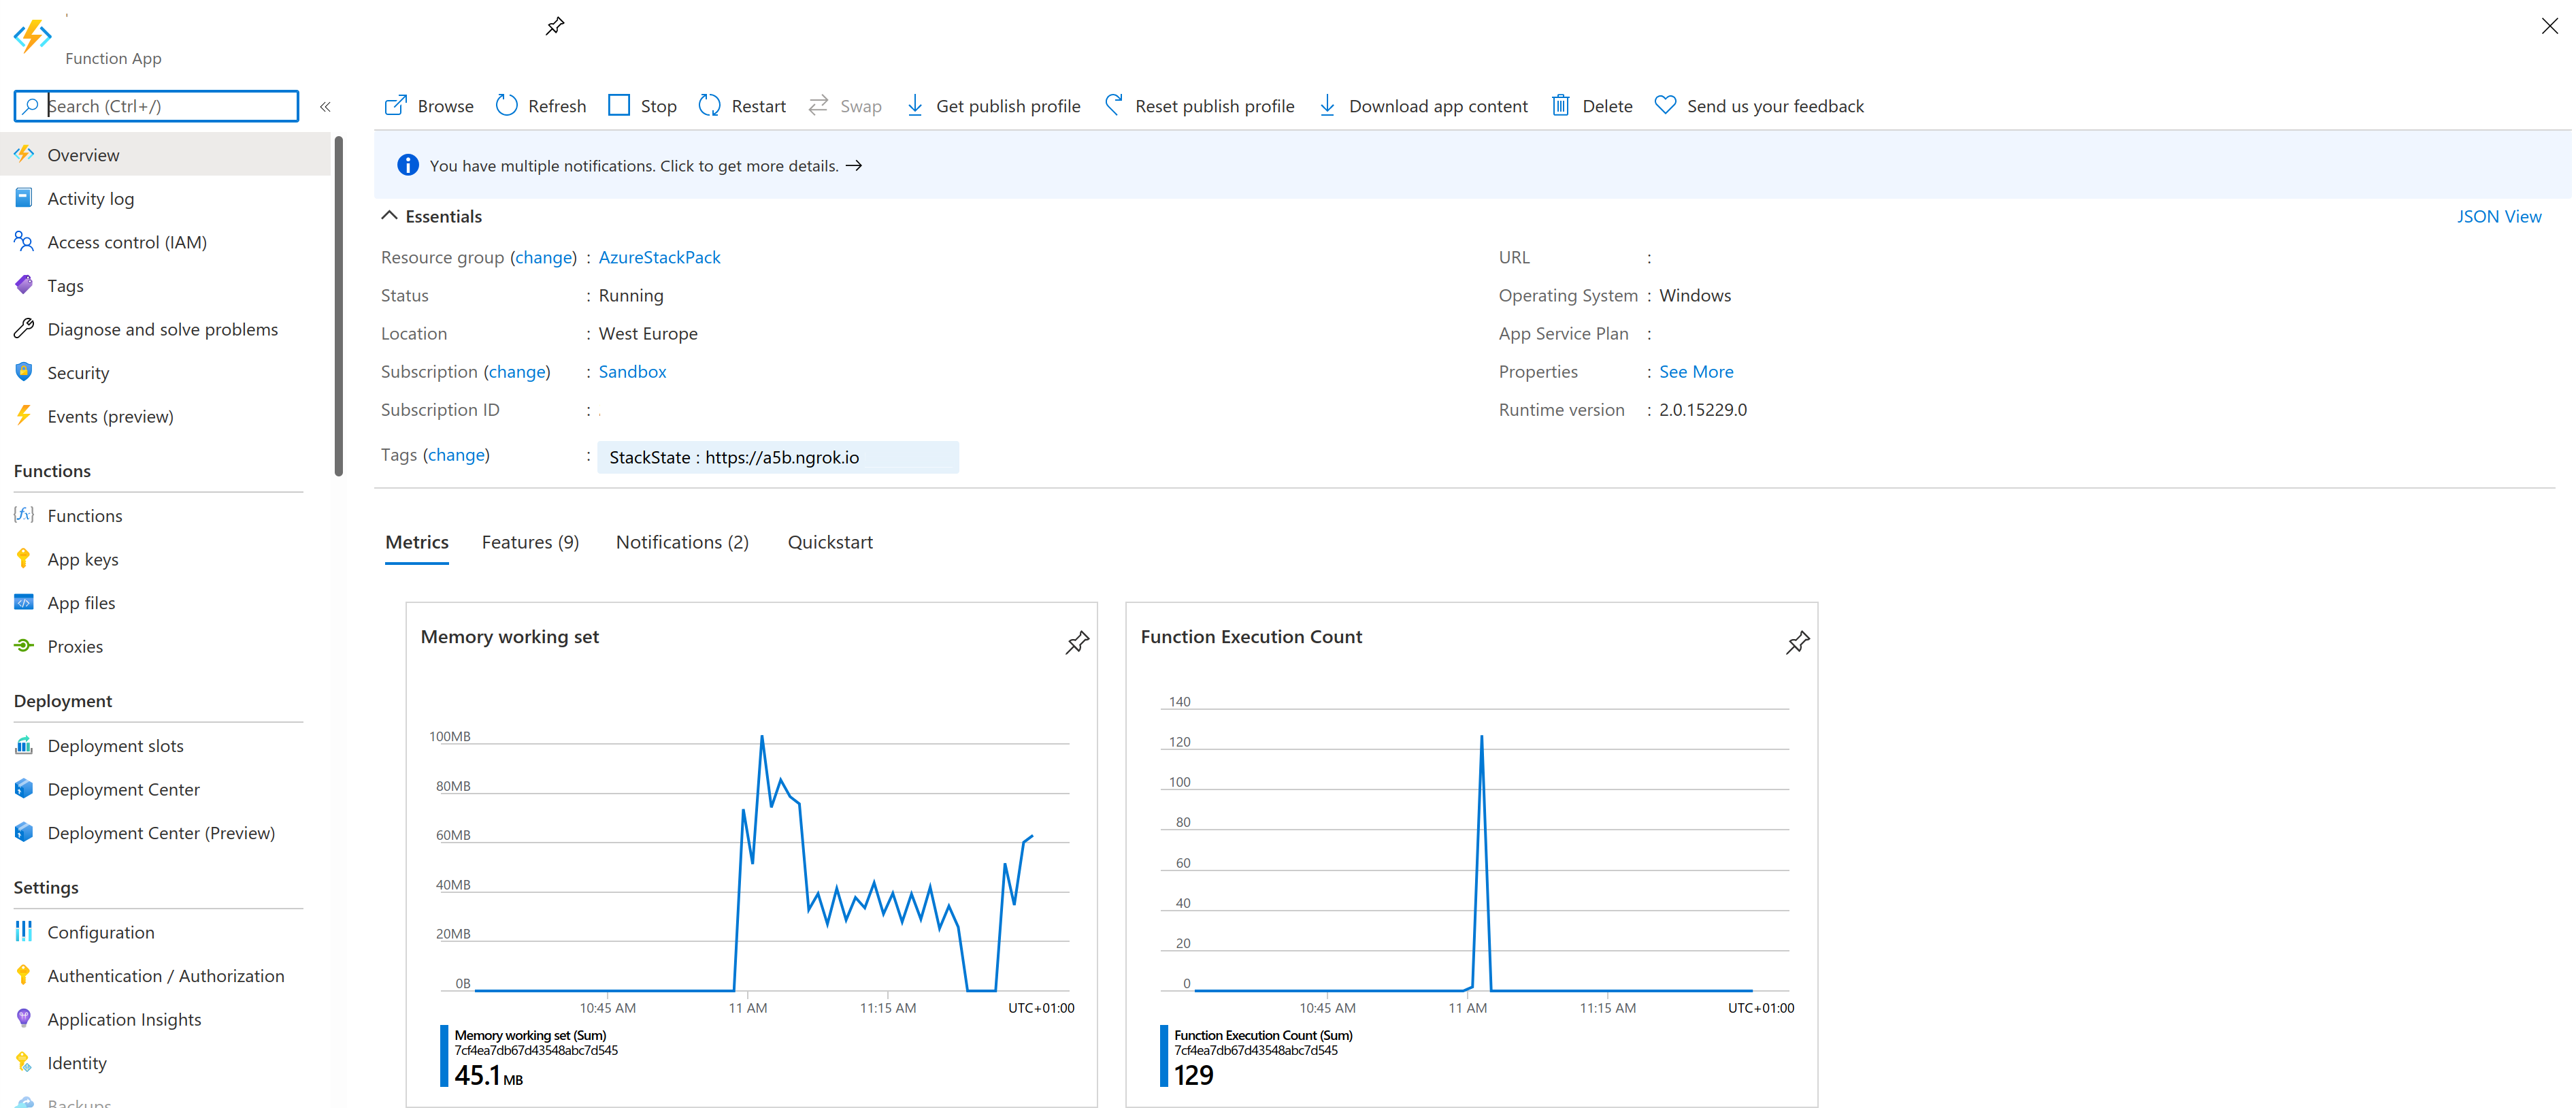 Function App
Search (Ctrl+/)
«
Overview
Activity log
Access control (IAM)
Tags
Diagnose and solve problems
Security
Events (preview)
Functions
Functions
App keys
App files
Proxies
Deployment
Deployment slots
Deployment Center
Deployment Center (Preview)
Settings
Configuration
Authentication / Authorization
Application Insights
Identity
Backups
Browse Refresh Stop Restart Swap Get publish profile Reset publish profile Download app content Delete Send us your feedback
You have multiple notifications. Click to get more details. →
Essentials
JSON View
Resource group (change) : AzureStackPack
Status : Running
Location : West Europe
Subscription (change) : Sandbox
Subscription ID :
Tags (change) : StackState : https://a5b.ngrok.io
URL :
Operating System : Windows
App Service Plan :
Properties : See More
Runtime version : 2.0.15229.0
Metrics Features (9) Notifications (2) Quickstart
Memory working set
100MB
80MB
60MB
40MB
20MB
0B
10:45 AM 11 AM 11:15 AM UTC+01:00
Memory working set (Sum)
7cf4ea7db67d43548abc7d545
45.1 MB
Function Execution Count
140
120
100
80
60
40
20
0
10:45 AM 11 AM 11:15 AM UTC+01:00
Function Execution Count (Sum)
7cf4ea7db67d43548abc7d545
129